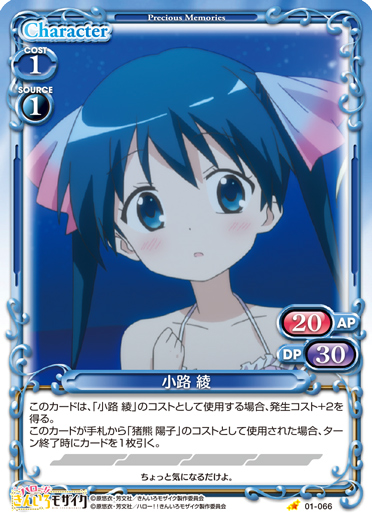 Precious Memories
Character
COST
1
SOURCE
1
20 AP
DP 30
小路 綾
このカードは、「小路 綾」のコストとして使用する場合、発生コスト+2を
得る。
このカードが手札から「猪熊 陽子」のコストとして使用された場合、ター
ン終了時にカードを1枚引く。
ちょっと気になるだけよ。
ハロー!!
きんいろモザイク
©原悠衣・芳文社/きんいろモザイク製作委員会
©原悠衣・芳文社/ハロー!!きんいろモザイク製作委員会
01-066